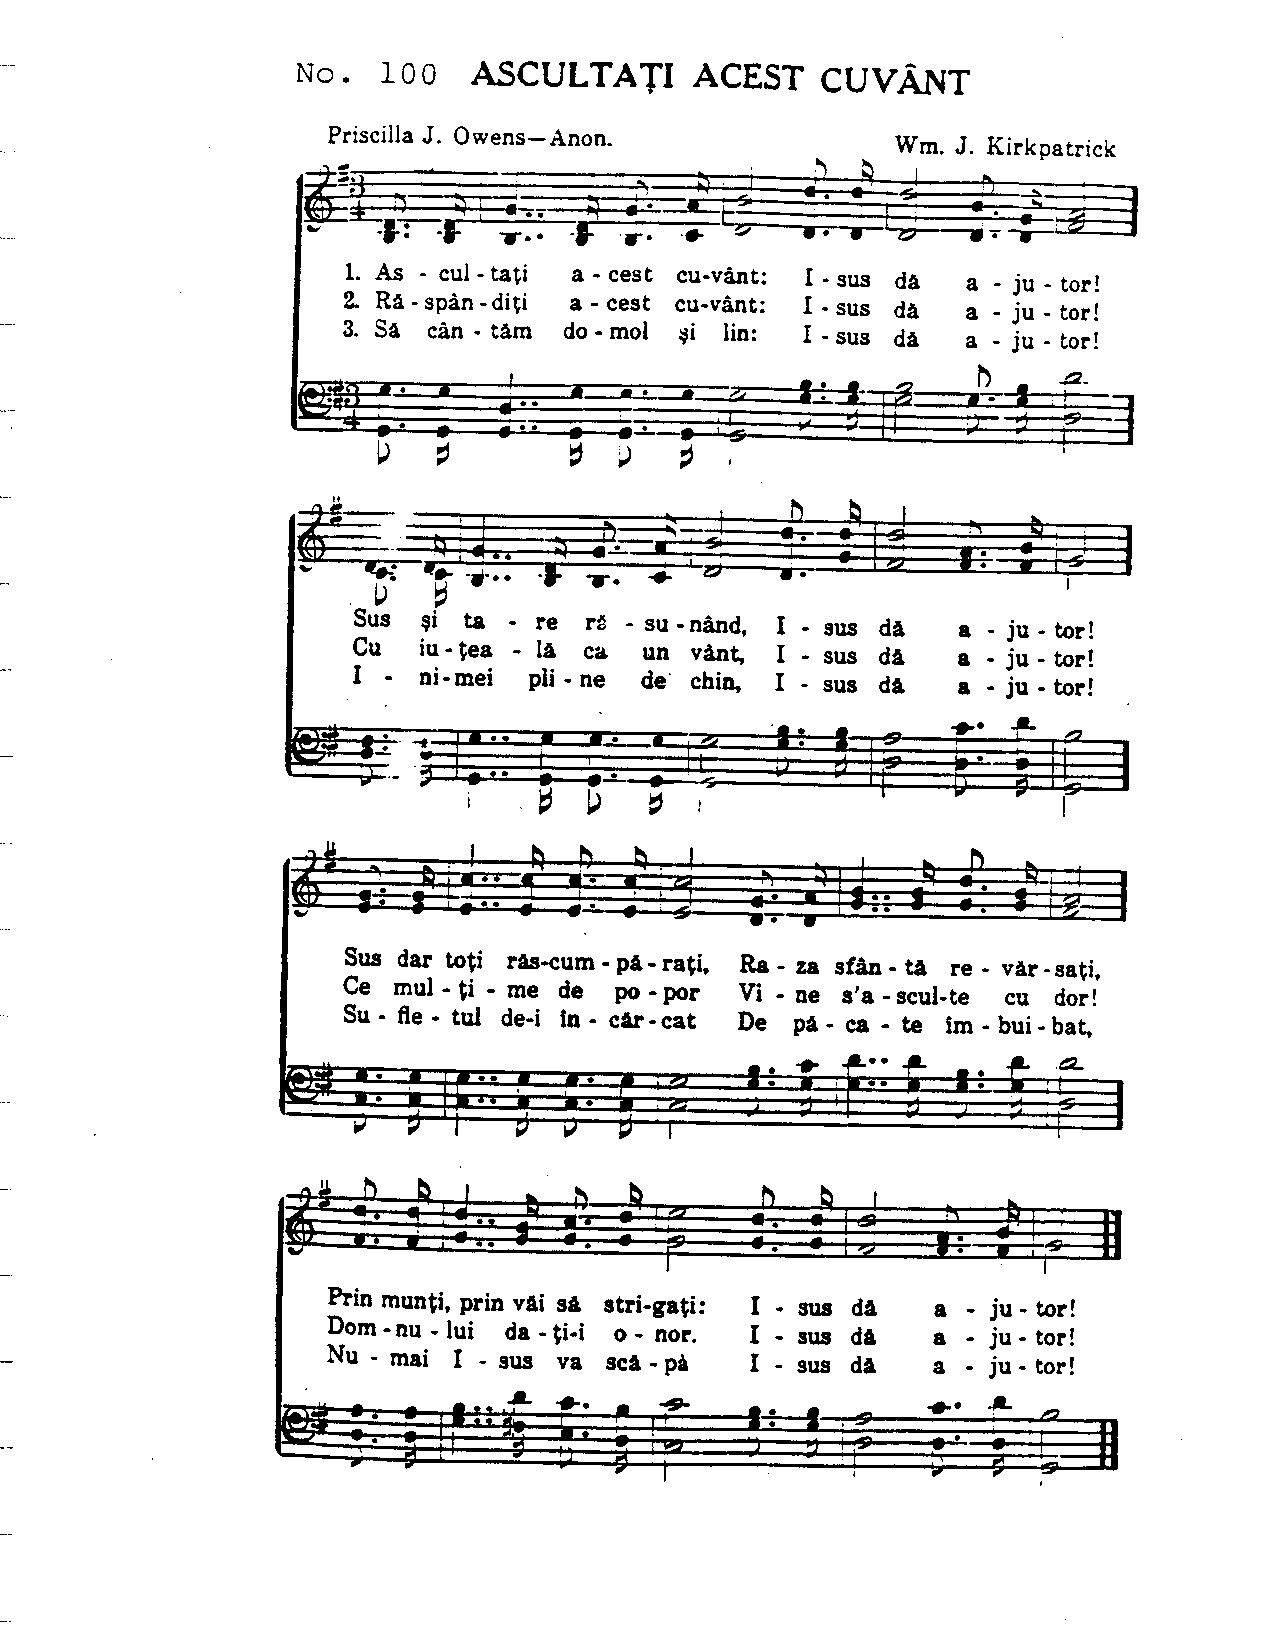 No. 100 ASCULTAȚI ACEST CUVÂNT
Priscilla J. Owens—Anon. Wm. J. Kirkpatrick
1. As - cul - tați a - cest cu-vânt: I - sus dă a - ju - tor!
2. Ră - spân - diți a - cest cu-vânt: I - sus dă a - ju - tor!
3. Să cân - tăm do - mol și lin: I - sus dă a - ju - tor!
Sus și ta - re ră - su - nând, I - sus dă a - ju - tor!
Cu iu - țea - lă ca un vânt, I - sus dă a - ju - tor!
I - ni - mei pli - ne de chin, I - sus dă a - ju - tor!
Sus dar toți răs-cum - pă - rați, Ra - za sfân - tă re - văr - sați,
Ce mul - ți - me de po - por Vi - ne s'a - scul-te cu dor!
Su - fle - tul de-i în - căr - cat De pă - ca - te îm - bui - bat,
Prin munți, prin văi să stri-gați: I - sus dă a - ju - tor!
Dom - nu - lui da - ți-i o - nor. I - sus dă a - ju - tor!
Nu - mai I - sus va scă - pà I - sus dă a - ju - tor!